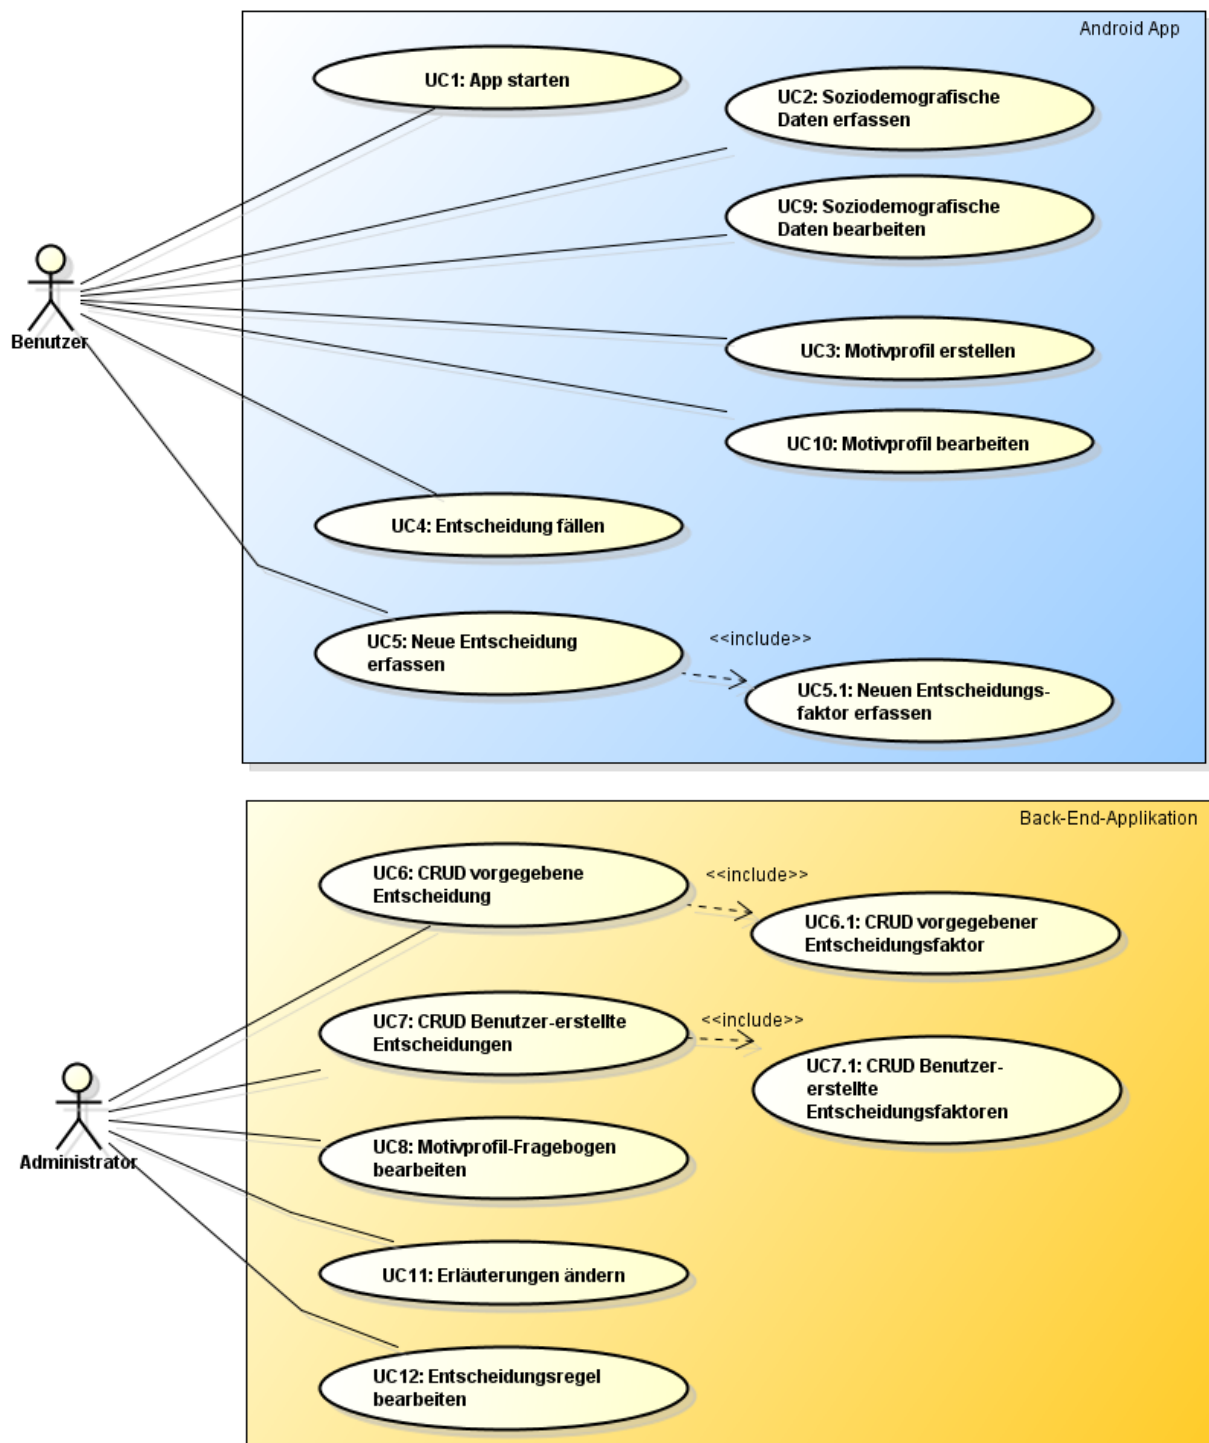 Android App
UC1: App starten
UC2: Soziodemografische
Daten erfassen
UC9: Soziodemografische
Daten bearbeiten
Benutzer
UC3: Motivprofil erstellen
UC10: Motivprofil bearbeiten
UC4: Entscheidung fällen
UC5: Neue Entscheidung
erfassen
<<include>>
UC5.1: Neuen Entscheidungs-
faktor erfassen
Back-End-Applikation
UC6: CRUD vorgegebene
Entscheidung
<<include>>
UC6.1: CRUD vorgegebener
Entscheidungsfaktor
UC7: CRUD Benutzer-erstellte
Entscheidungen
<<include>>
UC7.1: CRUD Benutzer-
erstellte
Entscheidungsfaktoren
Administrator
UC8: Motivprofil-Fragebogen
bearbeiten
UC11: Erläuterungen ändern
UC12: Entscheidungsregel
bearbeiten